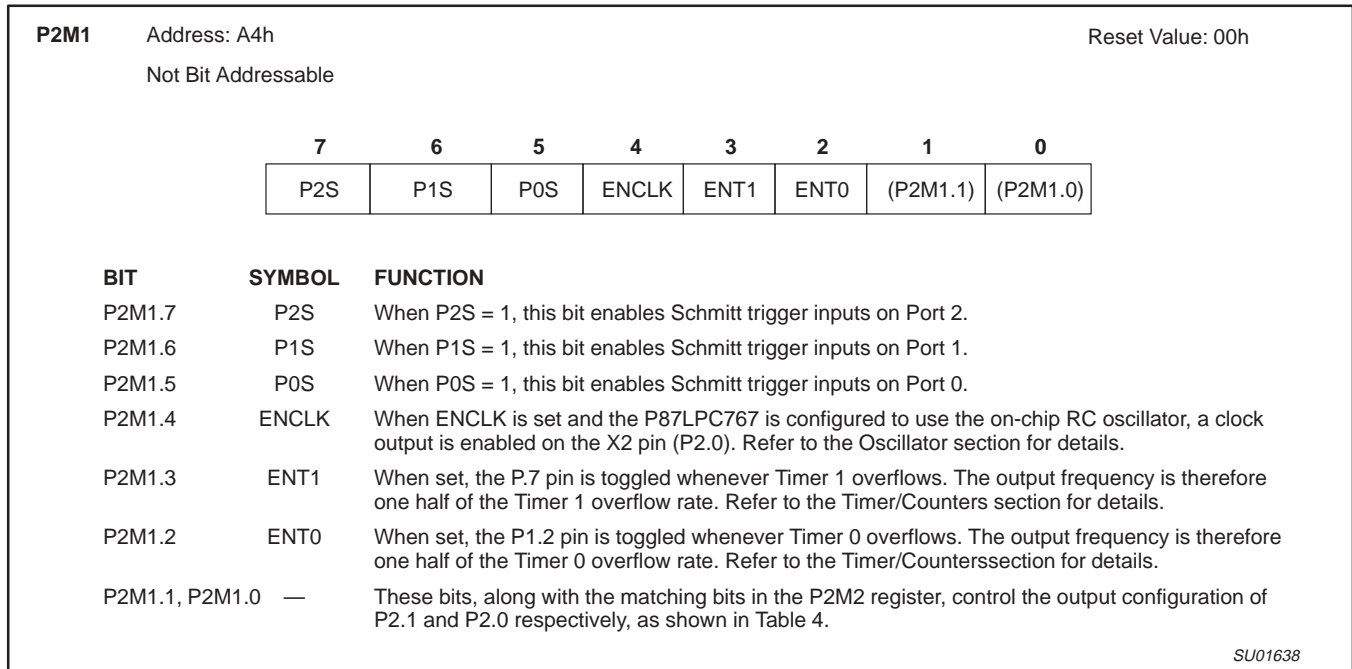 P2M1 Address: A4h Reset Value: 00h
Not Bit Addressable
7 6 5 4 3 2 1 0
P2S P1S P0S ENCLK ENT1 ENT0 (P2M1.1) (P2M1.0)
BIT SYMBOL FUNCTION
P2M1.7 P2S When P2S = 1, this bit enables Schmitt trigger inputs on Port 2.
P2M1.6 P1S When P1S = 1, this bit enables Schmitt trigger inputs on Port 1.
P2M1.5 P0S When P0S = 1, this bit enables Schmitt trigger inputs on Port 0.
P2M1.4 ENCLK When ENCLK is set and the P87LPC767 is configured to use the on-chip RC oscillator, a clock
output is enabled on the X2 pin (P2.0). Refer to the Oscillator section for details.
P2M1.3 ENT1 When set, the P.7 pin is toggled whenever Timer 1 overflows. The output frequency is therefore
one half of the Timer 1 overflow rate. Refer to the Timer/Counters section for details.
P2M1.2 ENT0 When set, the P1.2 pin is toggled whenever Timer 0 overflows. The output frequency is therefore
one half of the Timer 0 overflow rate. Refer to the Timer/Counterssection for details.
P2M1.1, P2M1.0 — These bits, along with the matching bits in the P2M2 register, control the output configuration of
P2.1 and P2.0 respectively, as shown in Table 4.
SU01638